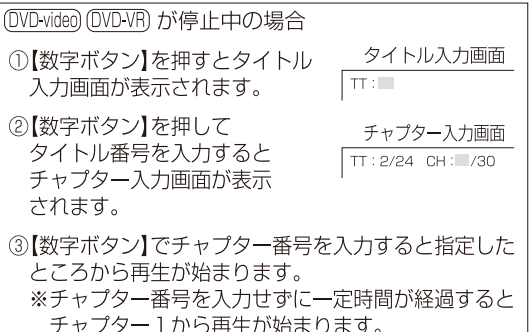 DVD-video DVD-VR が停止中の場合
①【数字ボタン】を押すとタイトル
入力画面が表示されます。
タイトル入力画面
TT :
②【数字ボタン】を押して
タイトル番号を入力すると
チャプター入力画面が表示
されます。
チャプター入力画面
TT : 2/24 CH : /30
③【数字ボタン】でチャプター番号を入力すると指定した
ところから再生が始まります。
※チャプター番号を入力せずに一定時間が経過すると
チャプター1から再生が始まります。